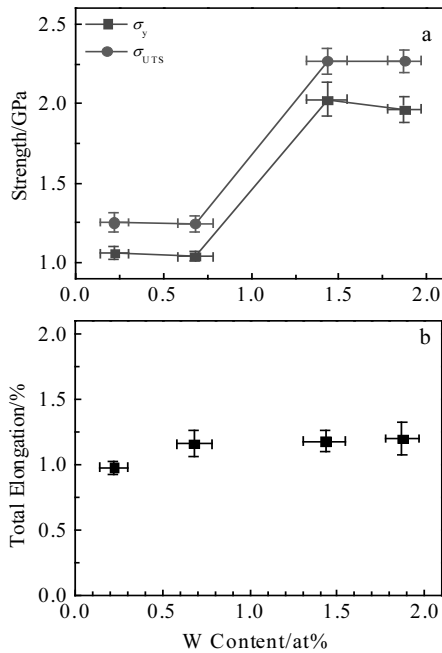 2.5
σy
a
σUTS
2.0
Strength/GPa
1.5
1.0
0.0 0.5 1.0 1.5 2.0
2.0
b
1.5
Total Elongation/%
1.0
0.5
0.0
0.0 0.5 1.0 1.5 2.0
W Content/at%